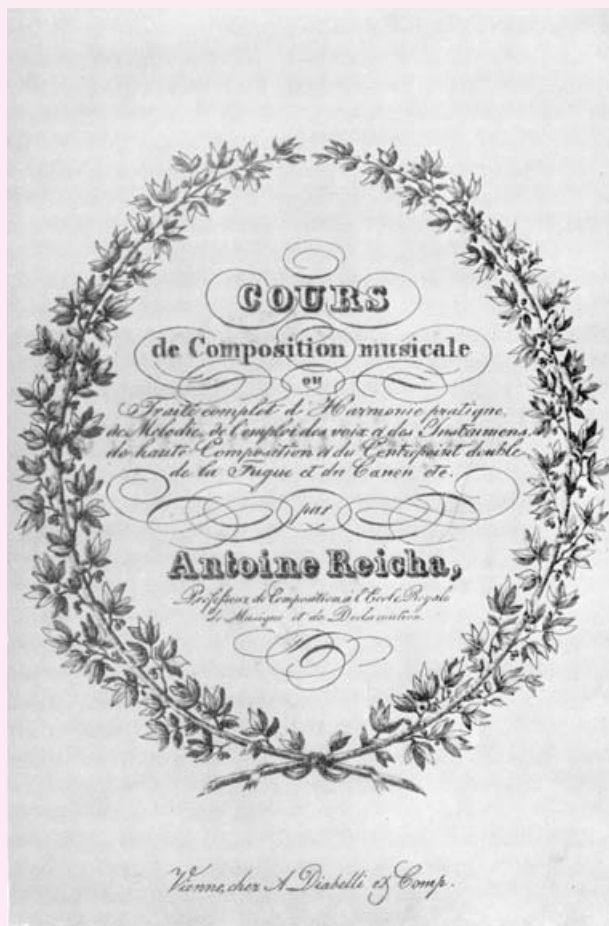 COURS
de Composition musicale
ou
Traité complet d'Harmonie pratique,
de Mélodie, de l'emploi des voix et des Instrumens,
de haute Composition et du Contrepoint double,
de la Fugue et du Canon etc.
par
Antoine Reicha,
Professeur de Composition à l'Ecole Royale
de Musique et de Declamation.
Vienne, chez A. Diabelli et Comp.